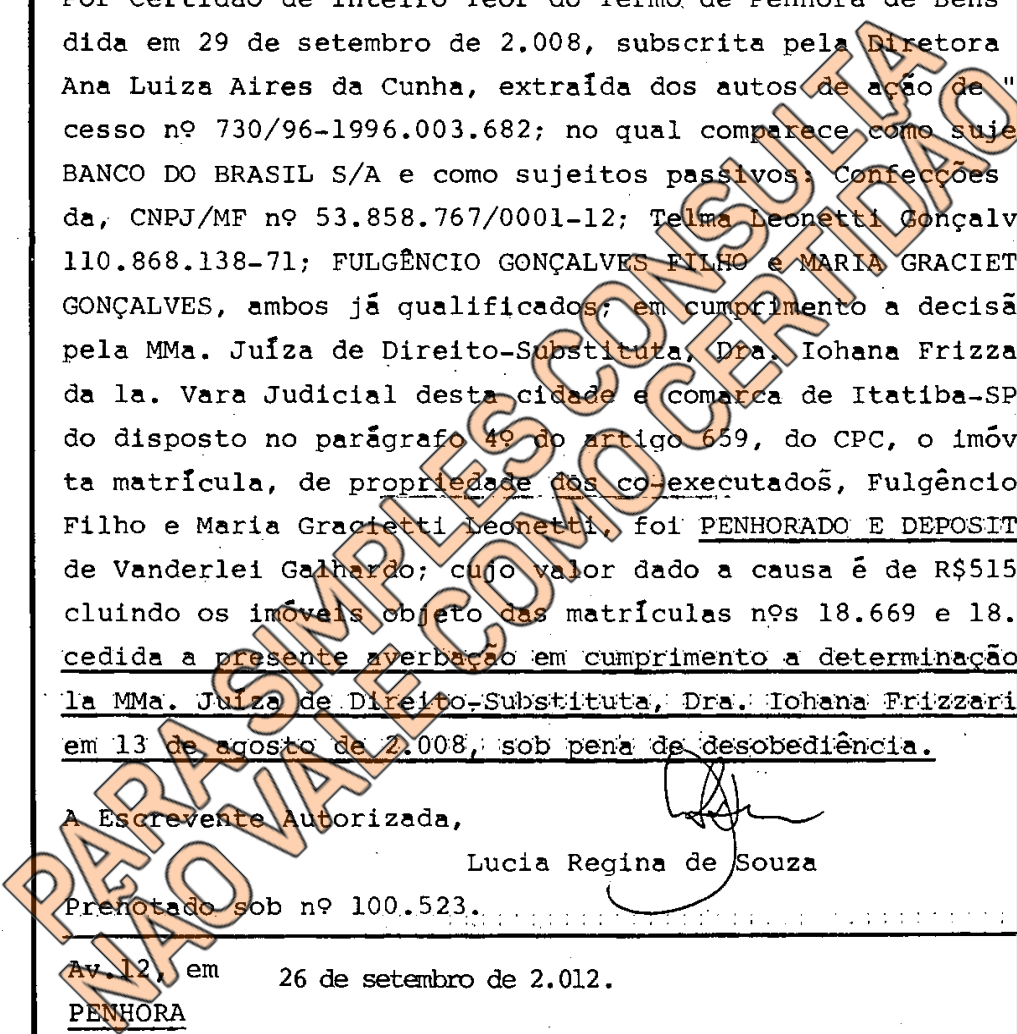 Por Certidão de Inteiro Teor do Termo de Penhora de Bens
dida em 29 de setembro de 2.008, subscrita pela Diretora
Ana Luiza Aires da Cunha, extraída dos autos de ação de "
cesso nº 730/96-1996.003.682; no qual comparece como suje
BANCO DO BRASIL S/A e como sujeitos passivos: Confecções
da, CNPJ/MF nº 53.858.767/0001-12; Telma Leonetti Gonçalv
110.868.138-71; FULGÊNCIO GONÇALVES FILHO e MARIA GRACIET
GONÇALVES, ambos já qualificados; em cumprimento a decisã
pela MMa. Juíza de Direito-Substituta, Dra. Iohana Frizza
da la. Vara Judicial desta cidade e comarca de Itatiba-SP
do disposto no parágrafo 4º do artigo 659, do CPC, o imóv
ta matrícula, de propriedade dos co-executados, Fulgêncio
Filho e Maria Gracietti Leonetti, foi PENHORADO E DEPOSIT
de Vanderlei Galhardo; cujo valor dado a causa é de R$515
cluindo os imóveis objeto das matrículas nºs 18.669 e 18.
cedida a presente averbação em cumprimento a determinação
la MMa. Juíza de Direito-Substituta, Dra. Iohana Frizzari
em 13 de agosto de 2.008, sob pena de desobediência.
A Escrevente Autorizada,
Lucia Regina de Souza
Prenotado sob nº 100.523.
Av.12, em 26 de setembro de 2.012.
PENHORA
PARA SIMPLES CONSULTA
NÃO VALE COMO CERTIDÃO